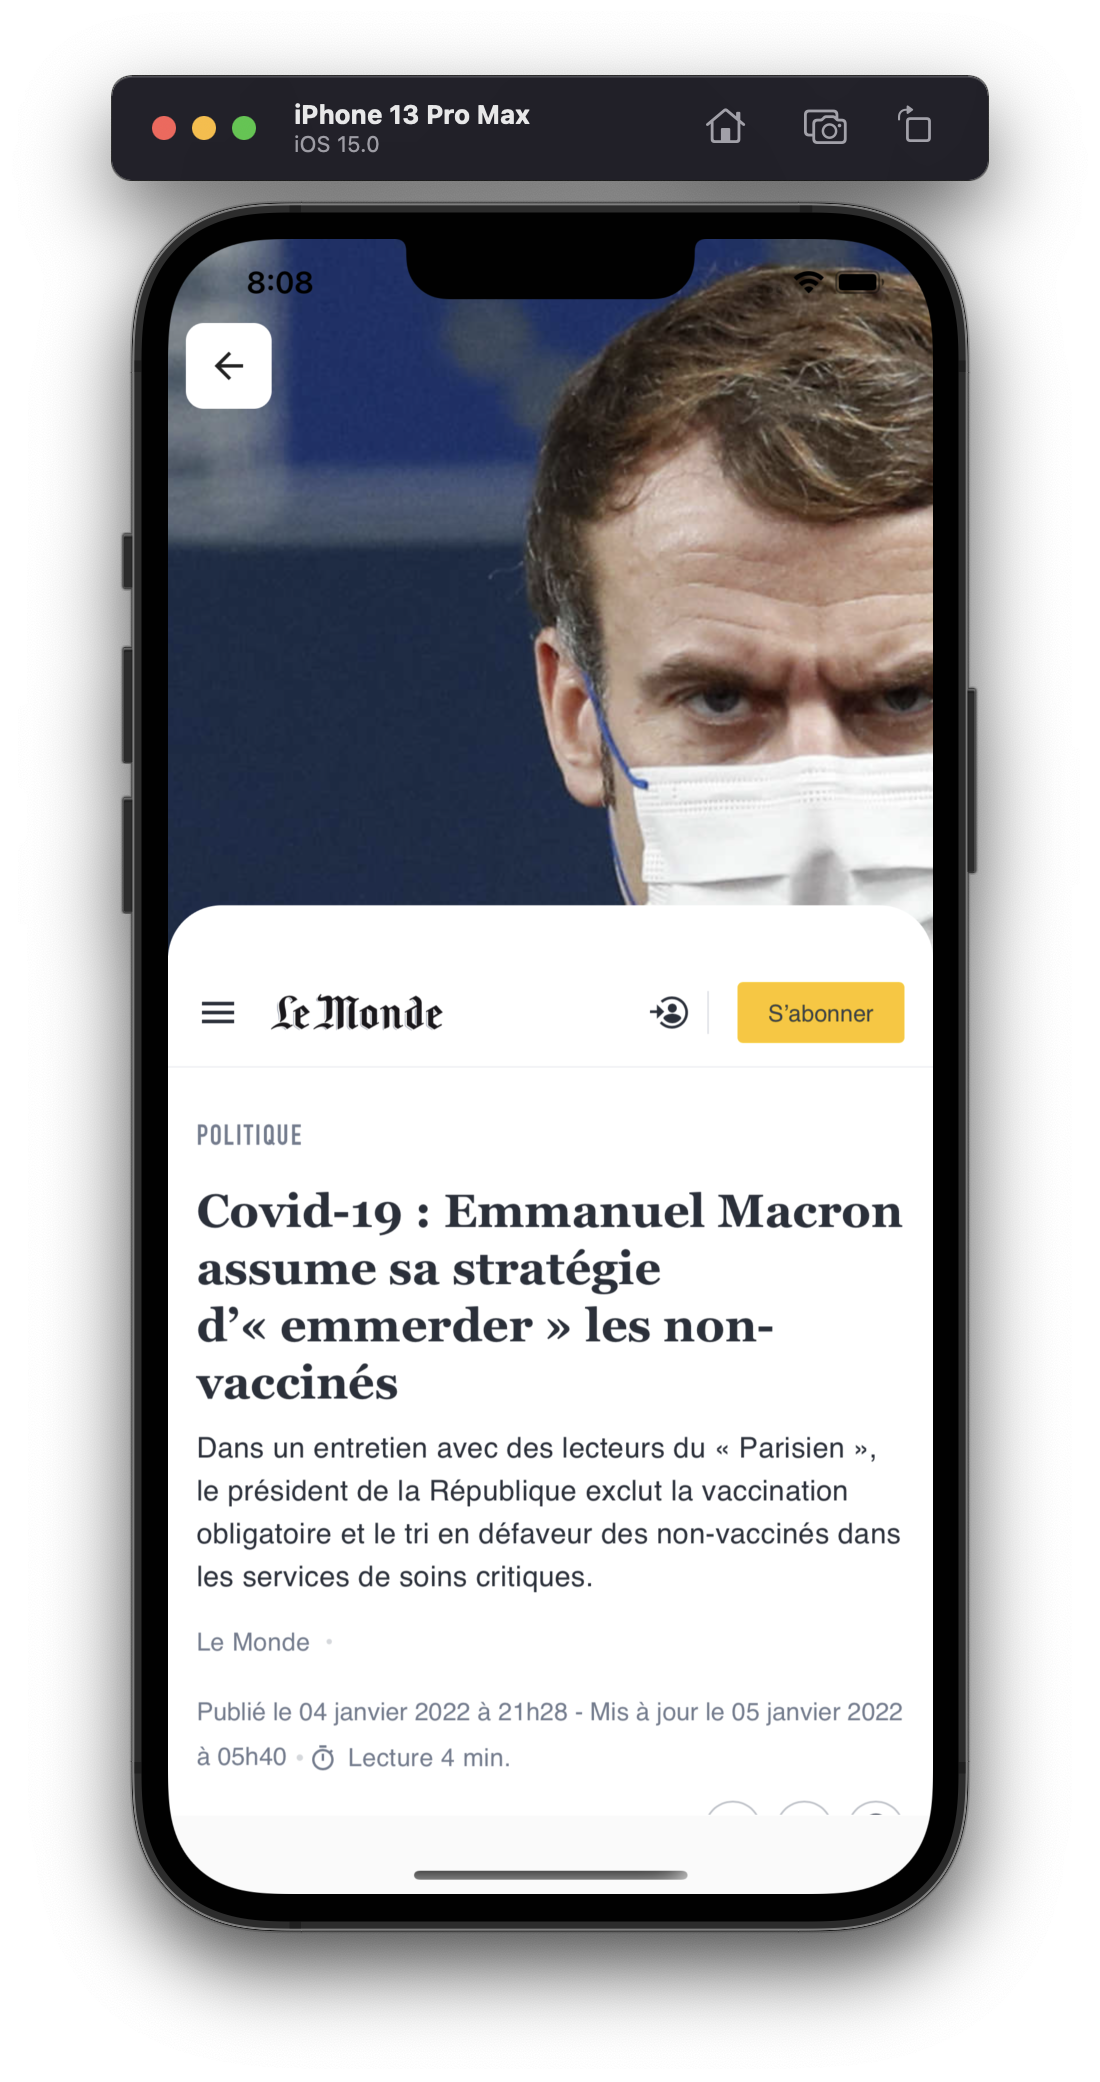 iPhone 13 Pro Max
iOS 15.0
8:08
Le Monde
S’abonner
POLITIQUE
Covid-19 : Emmanuel Macron
assume sa stratégie
d’« emmerder » les non-
vaccinés
Dans un entretien avec des lecteurs du « Parisien »,
le président de la République exclut la vaccination
obligatoire et le tri en défaveur des non-vaccinés dans
les services de soins critiques.
Le Monde •
Publié le 04 janvier 2022 à 21h28 - Mis à jour le 05 janvier 2022
à 05h40 • Lecture 4 min.